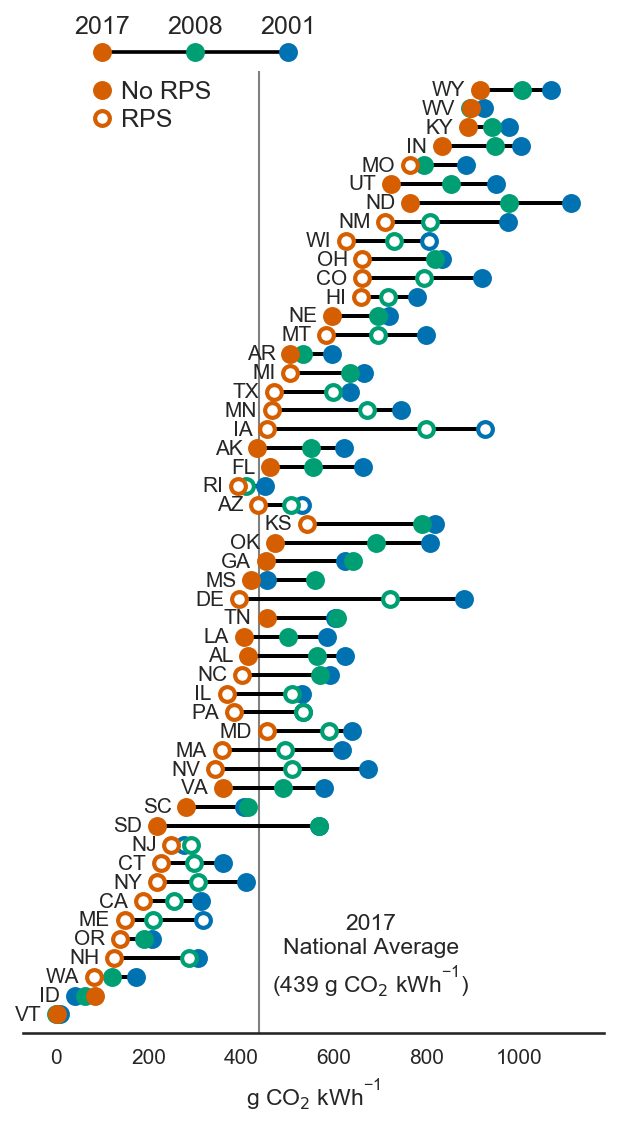 2017 2008 2001
No RPS
RPS
WY
WV
KY
IN
MO
UT
ND
NM
WI
OH
CO
HI
NE
MT
AR
MI
TX
MN
IA
AK
FL
RI
AZ
KS
OK
GA
MS
DE
TN
LA
AL
NC
IL
PA
MD
MA
NV
VA
SC
SD
NJ
CT
NY
CA
ME
OR
NH
WA
ID
VT
2017
National Average
(439 g CO₂ kWh⁻¹)
0 200 400 600 800 1000
g CO₂ kWh⁻¹